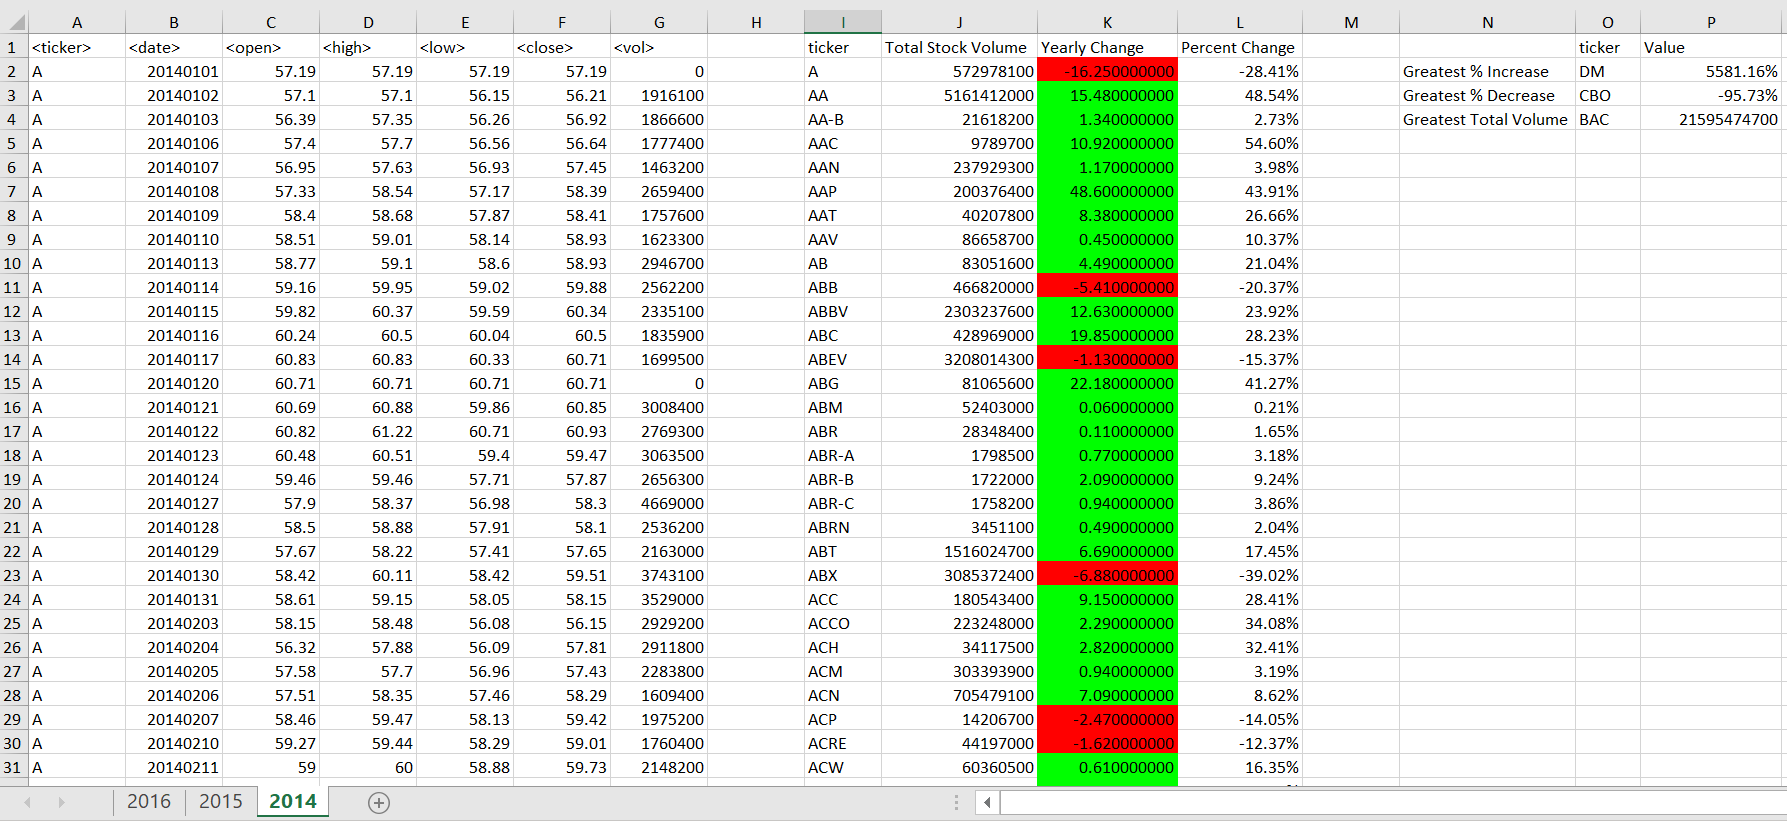 A B C D E F G H I J K L M N O P
1 <ticker> <date> <open> <high> <low> <close> <vol> ticker Total Stock Volume Yearly Change Percent Change ticker Value
2 A 20140101 57.19 57.19 57.19 57.19 0 A 572978100 -16.250000000 -28.41% Greatest % Increase DM 5581.16%
3 A 20140102 57.1 57.1 56.15 56.21 1916100 AA 5161412000 15.480000000 48.54% Greatest % Decrease CBO -95.73%
4 A 20140103 56.39 57.35 56.26 56.92 1866600 AA-B 21618200 1.340000000 2.73% Greatest Total Volume BAC 21595474700
5 A 20140106 57.4 57.7 56.56 56.64 1777400 AAC 9789700 10.920000000 54.60%
6 A 20140107 56.95 57.63 56.93 57.45 1463200 AAN 237929300 1.170000000 3.98%
7 A 20140108 57.33 58.54 57.17 58.39 2659400 AAP 200376400 48.600000000 43.91%
8 A 20140109 58.4 58.68 57.87 58.41 1757600 AAT 40207800 8.380000000 26.66%
9 A 20140110 58.51 59.01 58.14 58.93 1623300 AAV 86658700 0.450000000 10.37%
10 A 20140113 58.77 59.1 58.6 58.93 2946700 AB 83051600 4.490000000 21.04%
11 A 20140114 59.16 59.95 59.02 59.88 2562200 ABB 466820000 -5.410000000 -20.37%
12 A 20140115 59.82 60.37 59.59 60.34 2335100 ABBV 2303237600 12.630000000 23.92%
13 A 20140116 60.24 60.5 60.04 60.5 1835900 ABC 428969000 19.850000000 28.23%
14 A 20140117 60.83 60.83 60.33 60.71 1699500 ABEV 3208014300 -1.130000000 -15.37%
15 A 20140120 60.71 60.71 60.71 60.71 0 ABG 81065600 22.180000000 41.27%
16 A 20140121 60.69 60.88 59.86 60.85 3008400 ABM 52403000 0.060000000 0.21%
17 A 20140122 60.82 61.22 60.71 60.93 2769300 ABR 28348400 0.110000000 1.65%
18 A 20140123 60.48 60.51 59.4 59.47 3063500 ABR-A 1798500 0.770000000 3.18%
19 A 20140124 59.46 59.46 57.71 57.87 2656300 ABR-B 1722000 2.090000000 9.24%
20 A 20140127 57.9 58.37 56.98 58.3 4669000 ABR-C 1758200 0.940000000 3.86%
21 A 20140128 58.5 58.88 57.91 58.1 2536200 ABRN 3451100 0.490000000 2.04%
22 A 20140129 57.67 58.22 57.41 57.65 2163000 ABT 1516024700 6.690000000 17.45%
23 A 20140130 58.42 60.11 58.42 59.51 3743100 ABX 3085372400 -6.880000000 -39.02%
24 A 20140131 58.61 59.15 58.05 58.15 3529000 ACC 180543400 9.150000000 28.41%
25 A 20140203 58.15 58.48 56.08 56.15 2929200 ACCO 223248000 2.290000000 34.08%
26 A 20140204 56.32 57.88 56.09 57.81 2911800 ACH 34117500 2.820000000 32.41%
27 A 20140205 57.58 57.7 56.96 57.43 2283800 ACM 303393900 0.940000000 3.19%
28 A 20140206 57.51 58.35 57.46 58.29 1609400 ACN 705479100 7.090000000 8.62%
29 A 20140207 58.46 59.47 58.13 59.42 1975200 ACP 14206700 -2.470000000 -14.05%
30 A 20140210 59.27 59.44 58.29 59.01 1760400 ACRE 44197000 -1.620000000 -12.37%
31 A 20140211 59 60 58.88 59.73 2148200 ACW 60360500 0.610000000 16.35%
2016 2015 2014